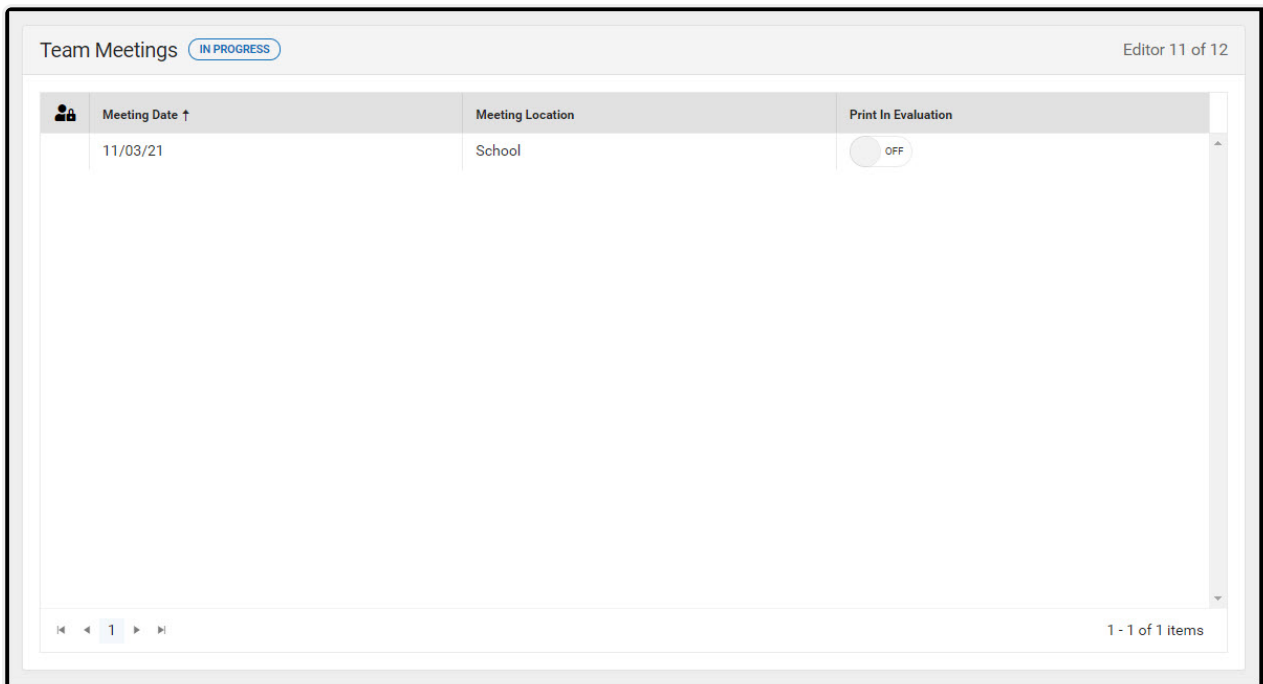 Team Meetings IN PROGRESS Editor 11 of 12
Meeting Date ↑ Meeting Location Print In Evaluation
11/03/21 School OFF
1 1 - 1 of 1 items